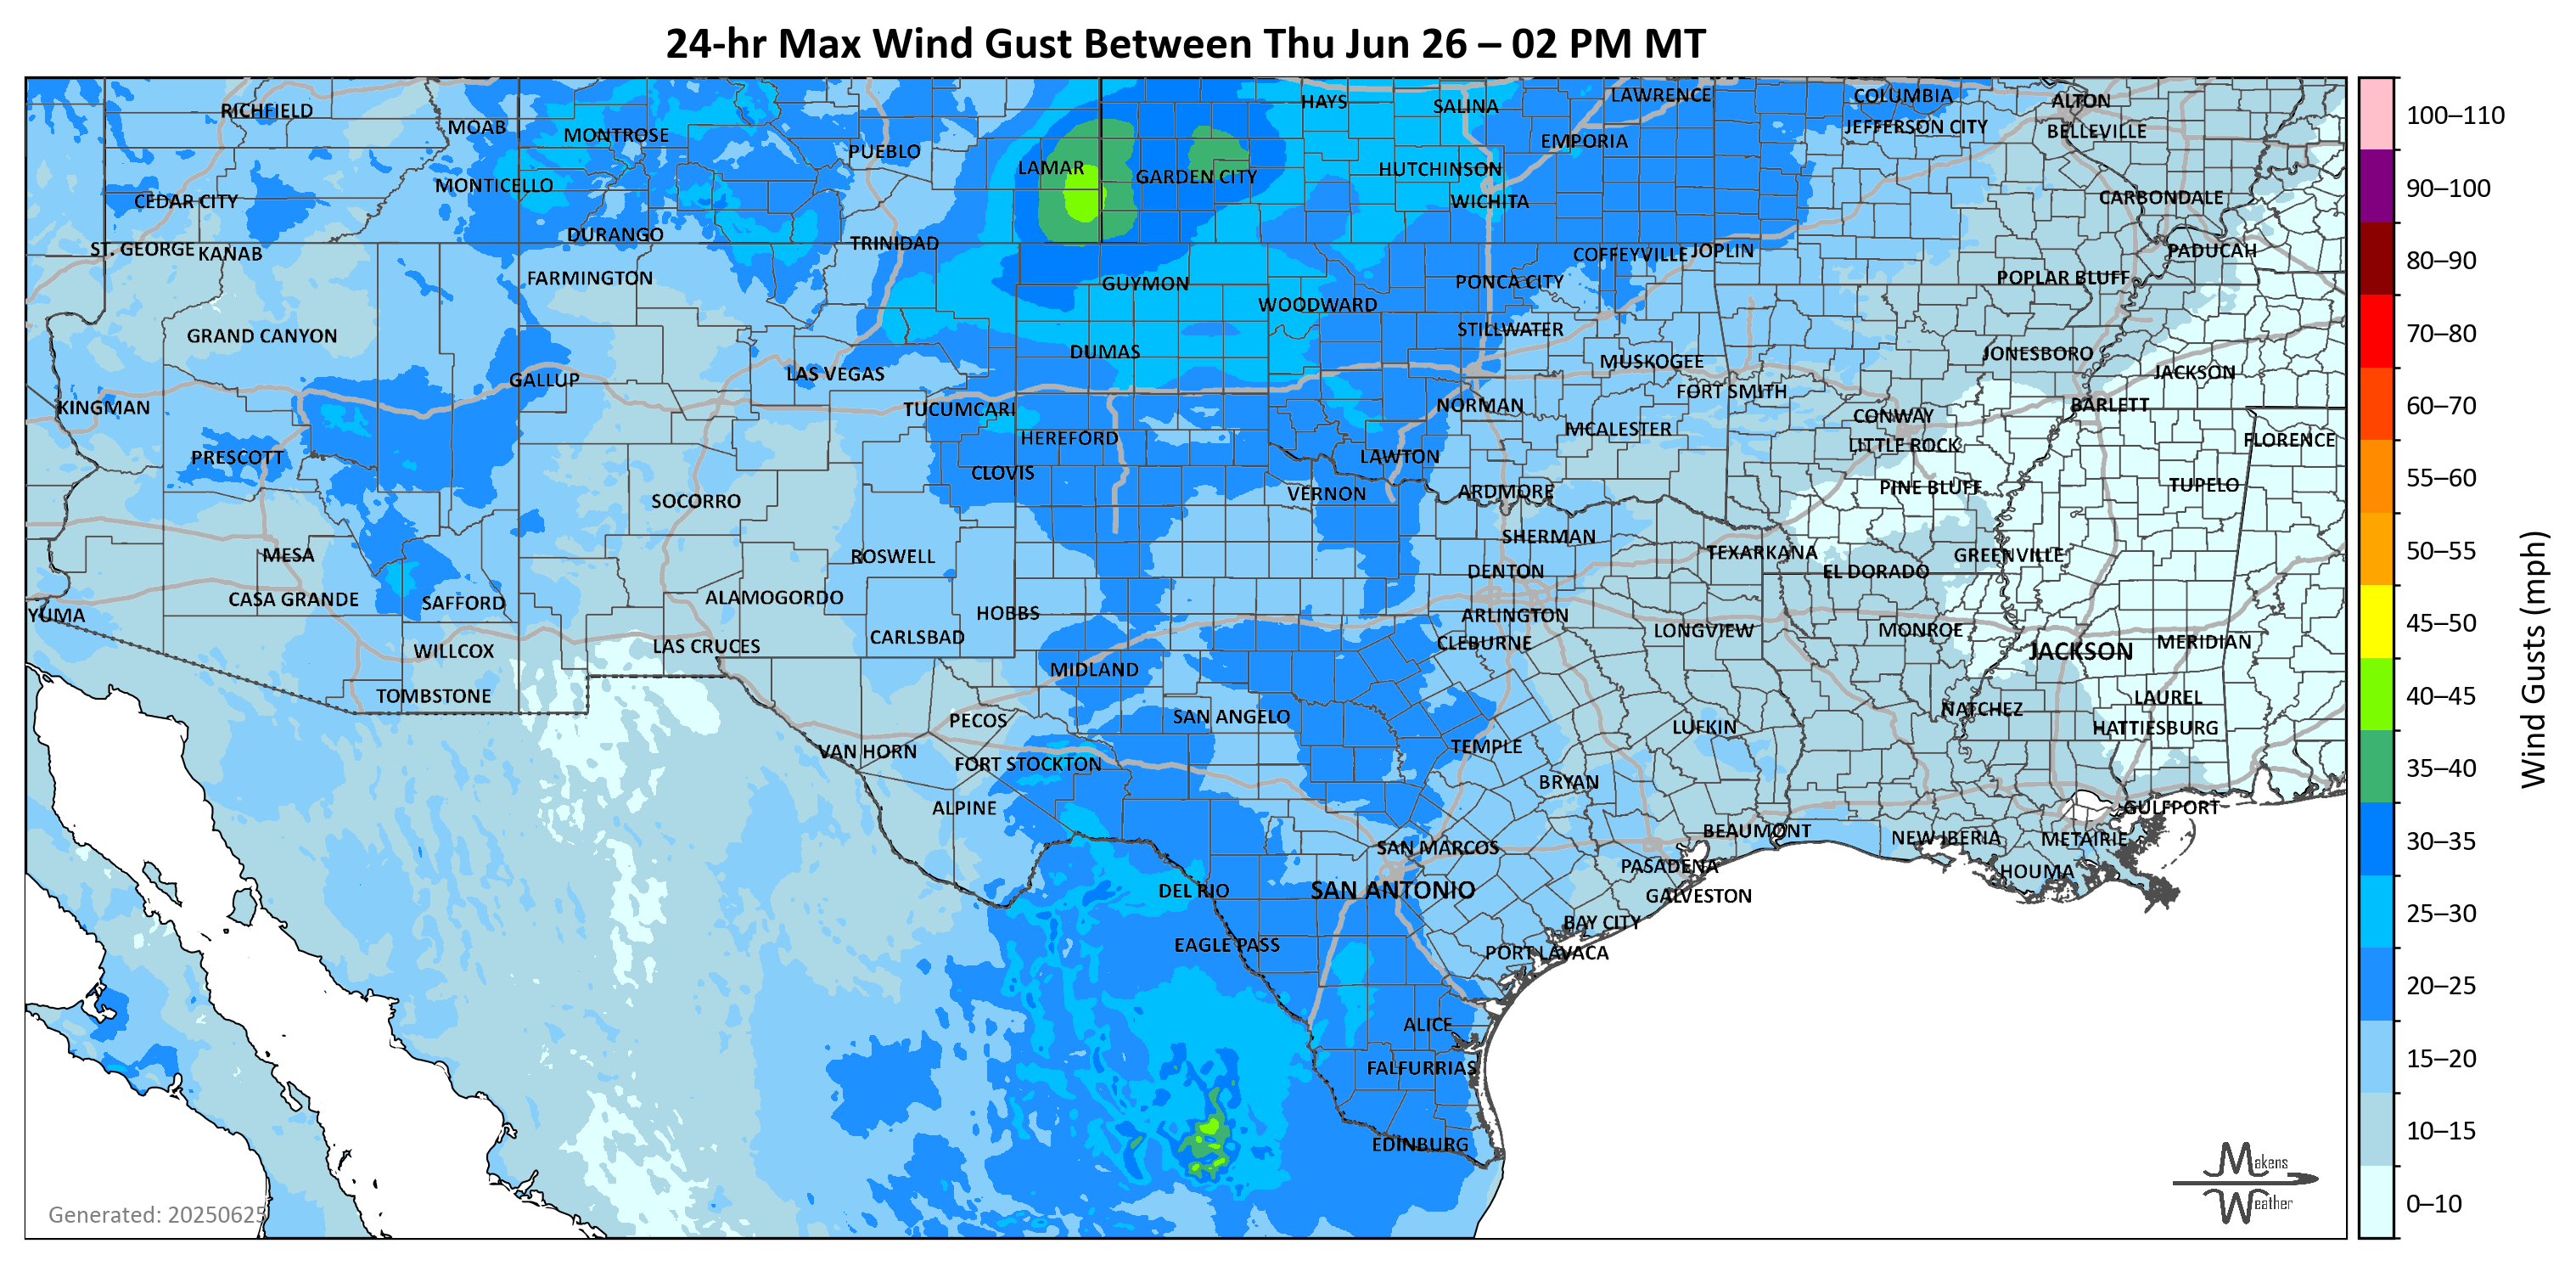 24-hr Max Wind Gust Between Thu Jun 26 – 02 PM MT
RICHFIELD
MOAB
MONTROSE
PUEBLO
LAMAR
GARDEN CITY
HAYS
SALINA
HUTCHINSON
WICHITA
LAWRENCE
EMPORIA
COLUMBIA
JEFFERSON CITY
ALTON
BELLEVILLE
MONTICELLO
CEDAR CITY
CARBONDALE
ST. GEORGE
KANAB
DURANGO
TRINIDAD
COFFEYVILLE
JOPLIN
PADUCAH
FARMINGTON
GUYMON
PONCA CITY
POPLAR BLUFF
WOODWARD
GRAND CANYON
STILLWATER
DUMAS
MUSKOGEE
JONESBORO
GALLUP
LAS VEGAS
FORT SMITH
JACKSON
KINGMAN
TUCUMCARI
NORMAN
CONWAY
BARLETT
HEREFORD
MCALESTER
LITTLE ROCK
FLORENCE
PRESCOTT
CLOVIS
LAWTON
SOCORRO
VERNON
ARDMORE
PINE BLUFF
TUPELO
MESA
ROSWELL
SHERMAN
TEXARKANA
GREENVILLE
DENTON
EL DORADO
CASA GRANDE
SAFFORD
ALAMOGORDO
YUMA
HOBBS
ARLINGTON
WILLCOX
LAS CRUCES
CARLSBAD
CLEBURNE
LONGVIEW
MONROE
JACKSON
MERIDIAN
MIDLAND
TOMBSTONE
PECOS
SAN ANGELO
LUFKIN
NATCHEZ
LAUREL
HATTIESBURG
VAN HORN
FORT STOCKTON
TEMPLE
BRYAN
ALPINE
GULFPORT
SAN MARCOS
BEAUMONT
NEW IBERIA
METAIRIE
PASADENA
HOUMA
DEL RIO
SAN ANTONIO
GALVESTON
BAY CITY
EAGLE PASS
PORT LAVACA
ALICE
FALFURRIAS
EDINBURG
Generated: 20250625
Makens
Weather
100–110
90–100
80–90
70–80
60–70
55–60
50–55
45–50
40–45
35–40
30–35
25–30
20–25
15–20
10–15
0–10
Wind Gusts (mph)